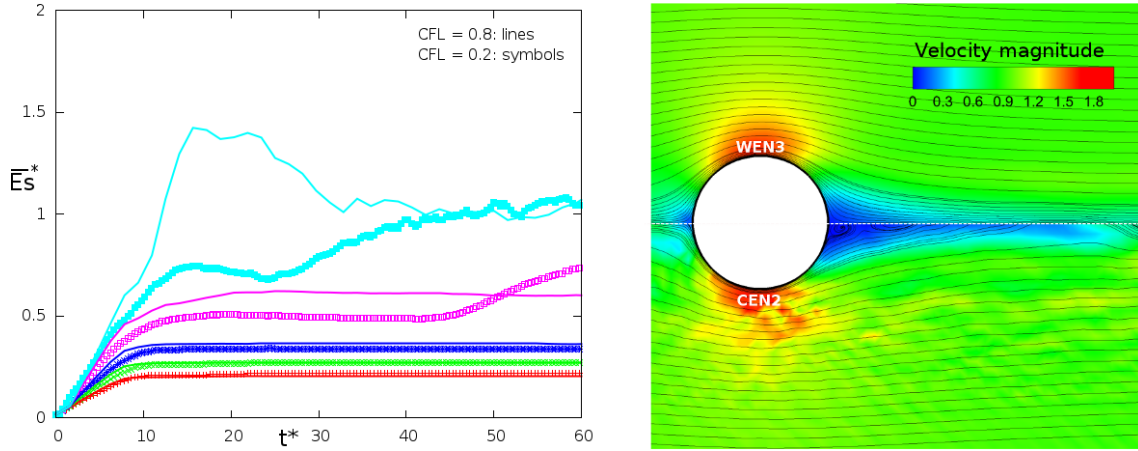 2
1.5
1
0.5
0
Es*
CFL = 0.8: lines
CFL = 0.2: symbols
0 10 20 30 40 50 60
t*
Velocity magnitude
0 0.3 0.6 0.9 1.2 1.5 1.8
WEN3
CEN2